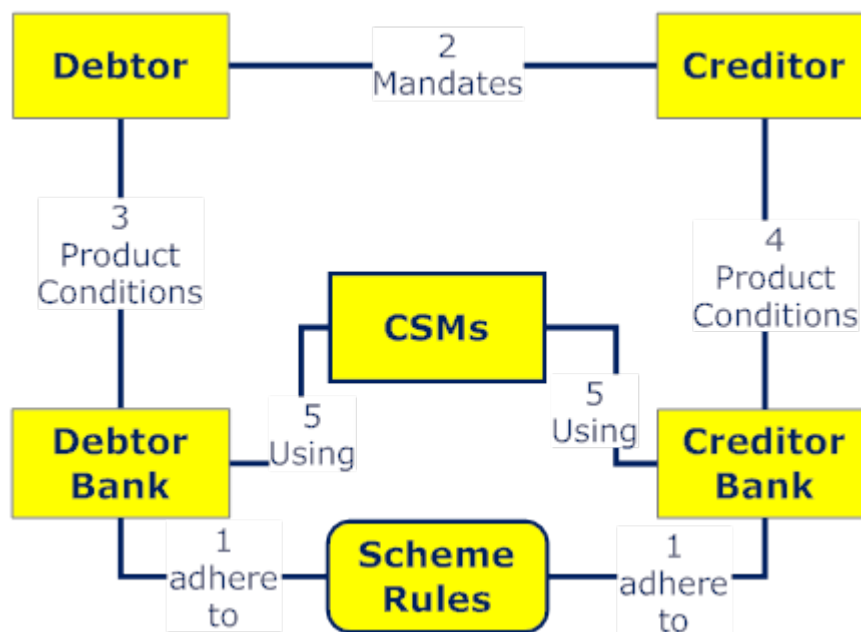 Debtor
2
Mandates
Creditor
3
Product
Conditions
4
Product
Conditions
CSMs
5
Using
5
Using
Debtor
Bank
Creditor
Bank
1
adhere
to
Scheme
Rules
1
adhere
to